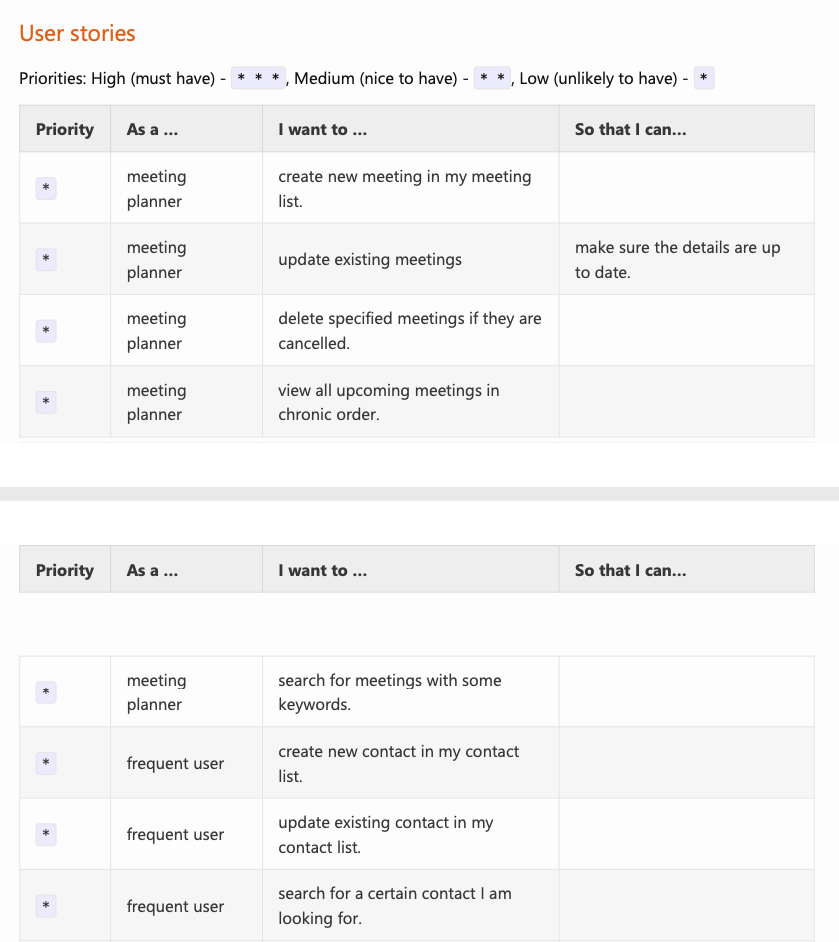 User stories
Priorities: High (must have) - * * *, Medium (nice to have) - * *, Low (unlikely to have) - *
Priority As a ... I want to ... So that I can...
* meeting planner create new meeting in my meeting list.
* meeting planner update existing meetings make sure the details are up to date.
* meeting planner delete specified meetings if they are cancelled.
* meeting planner view all upcoming meetings in chronic order.
Priority As a ... I want to ... So that I can...
* meeting planner search for meetings with some keywords.
* frequent user create new contact in my contact list.
* frequent user update existing contact in my contact list.
* frequent user search for a certain contact I am looking for.